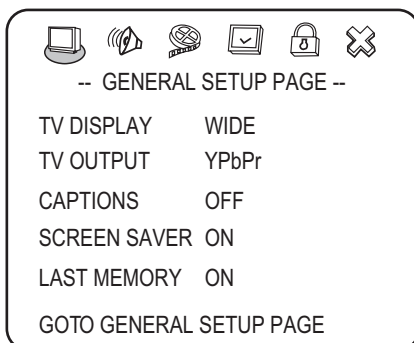 -- GENERAL SETUP PAGE --
TV DISPLAY WIDE
TV OUTPUT YPbPr
CAPTIONS OFF
SCREEN SAVER ON
LAST MEMORY ON
GOTO GENERAL SETUP PAGE